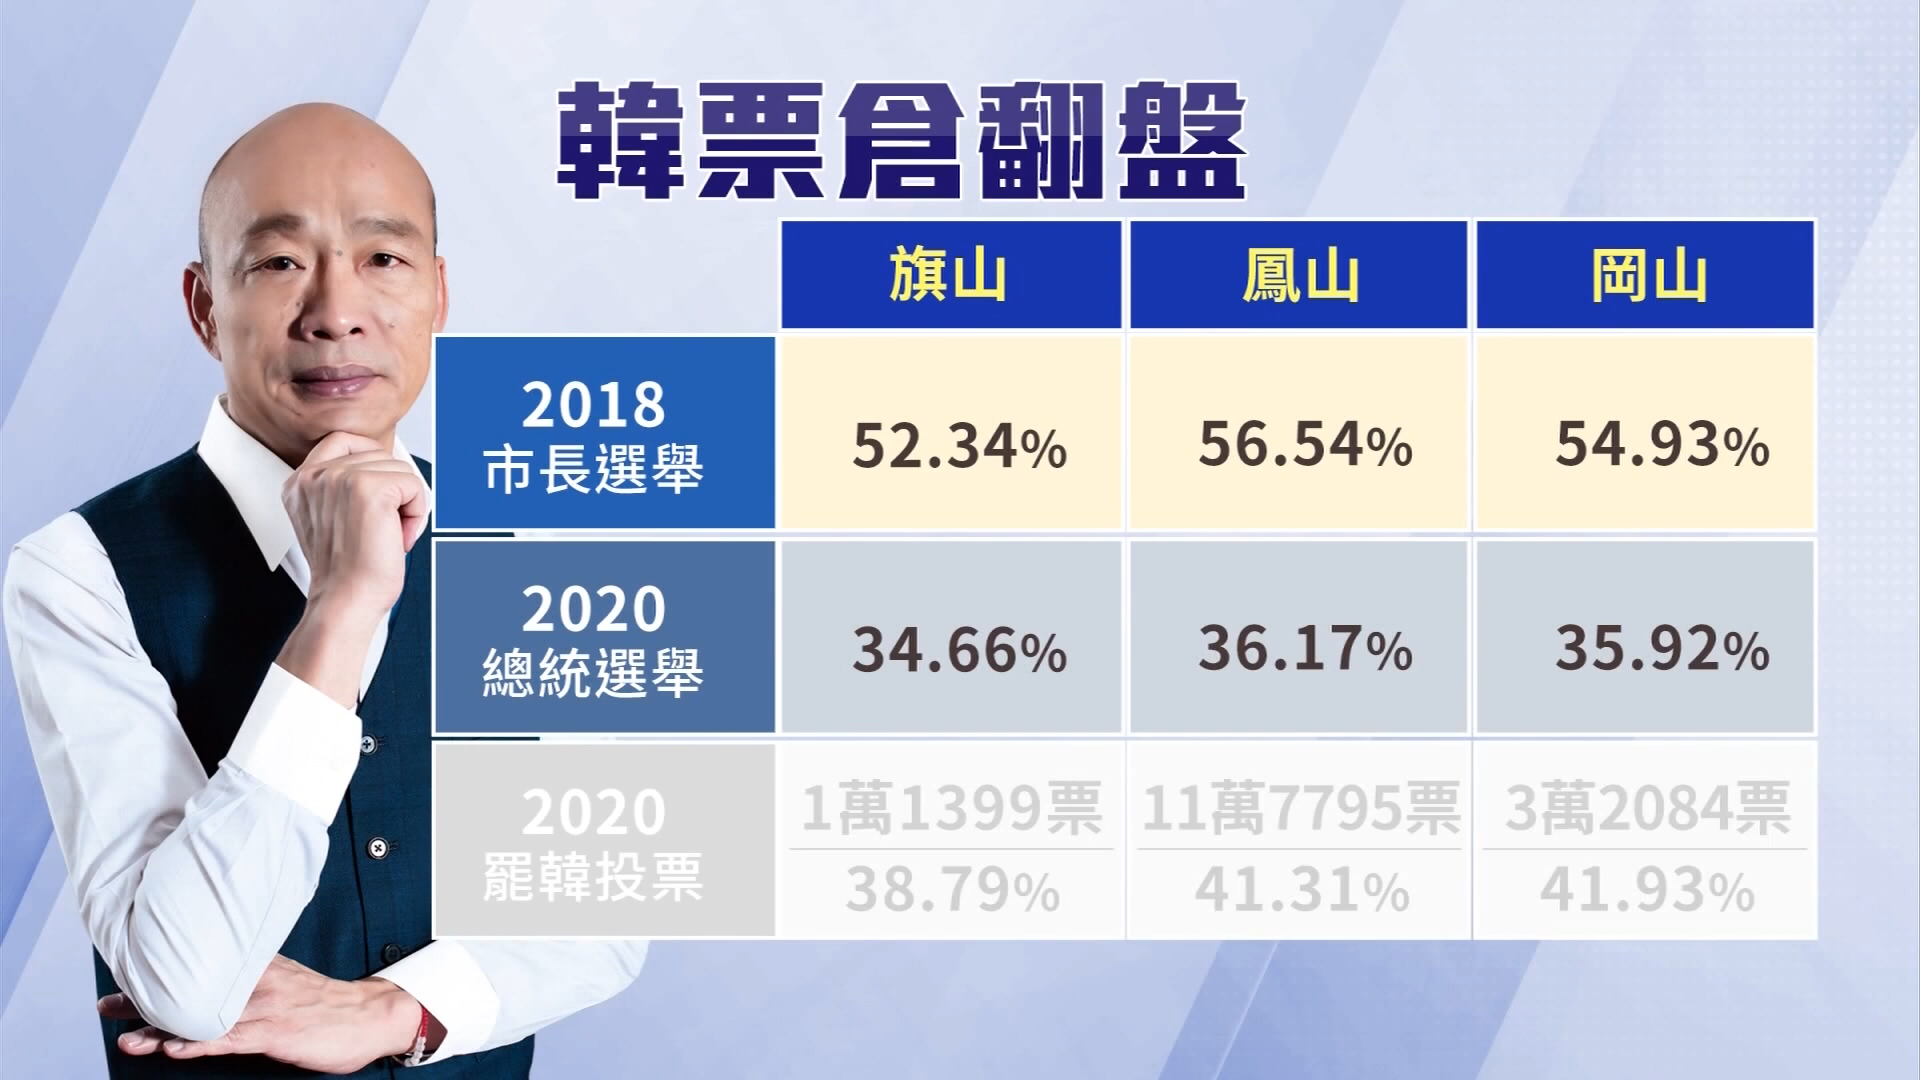 韓票倉翻盤
旗山 鳳山 岡山
2018
市長選舉
52.34% 56.54% 54.93%
2020
總統選舉
34.66% 36.17% 35.92%
2020
罷韓投票
1萬1399票 11萬7795票 3萬2084票
38.79% 41.31% 41.93%